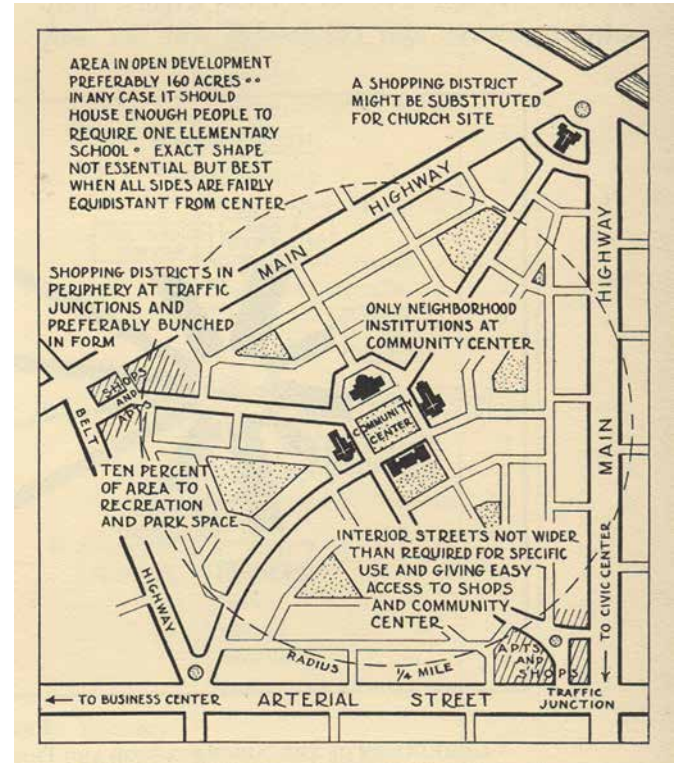 AREA IN OPEN DEVELOPMENT
PREFERABLY 160 ACRES • •
IN ANY CASE IT SHOULD
HOUSE ENOUGH PEOPLE TO
REQUIRE ONE ELEMENTARY
SCHOOL • EXACT SHAPE
NOT ESSENTIAL BUT BEST
WHEN ALL SIDES ARE FAIRLY
EQUIDISTANT FROM CENTER
A SHOPPING DISTRICT
MIGHT BE SUBSTITUTED
FOR CHURCH SITE
MAIN HIGHWAY
HIGHWAY
MAIN
SHOPPING DISTRICTS IN
PERIPHERY AT TRAFFIC
JUNCTIONS AND
PREFERABLY BUNCHED
IN FORM
ONLY NEIGHBORHOOD
INSTITUTIONS AT
COMMUNITY CENTER
SHOPS
AND
APTS
BELT
HIGHWAY
COMMUNITY
CENTER
TEN PERCENT
OF AREA TO
RECREATION
AND PARK SPACE
INTERIOR STREETS NOT WIDER
THAN REQUIRED FOR SPECIFIC
USE AND GIVING EASY
ACCESS TO SHOPS
AND COMMUNITY
CENTER
TO CIVIC CENTER
RADIUS 1/4 MILE
APTS
AND
SHOPS
TRAFFIC
JUNCTION
← TO BUSINESS CENTER
ARTERIAL STREET